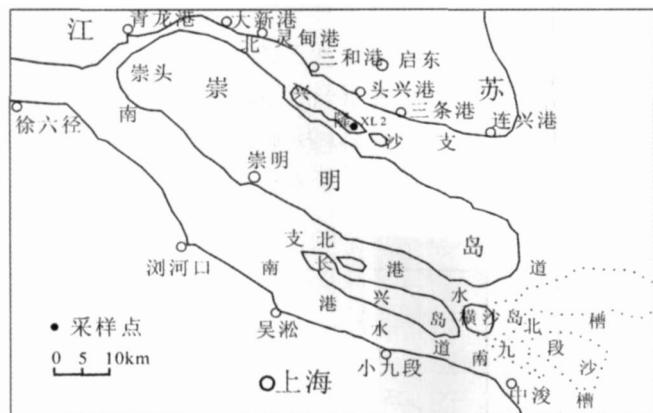 江
青龙港
大新港
灵甸港
三和港
启东
头兴港
三条港
连兴港
苏
徐六径
崇头
崇明岛
兴隆沙
XL2
北支
南支
崇明
浏河口
吴淞
长兴岛
北港水道
南港水道
横沙岛
北槽
九段沙
南槽
小九段
中浚
上海
采样点
0 5 10km